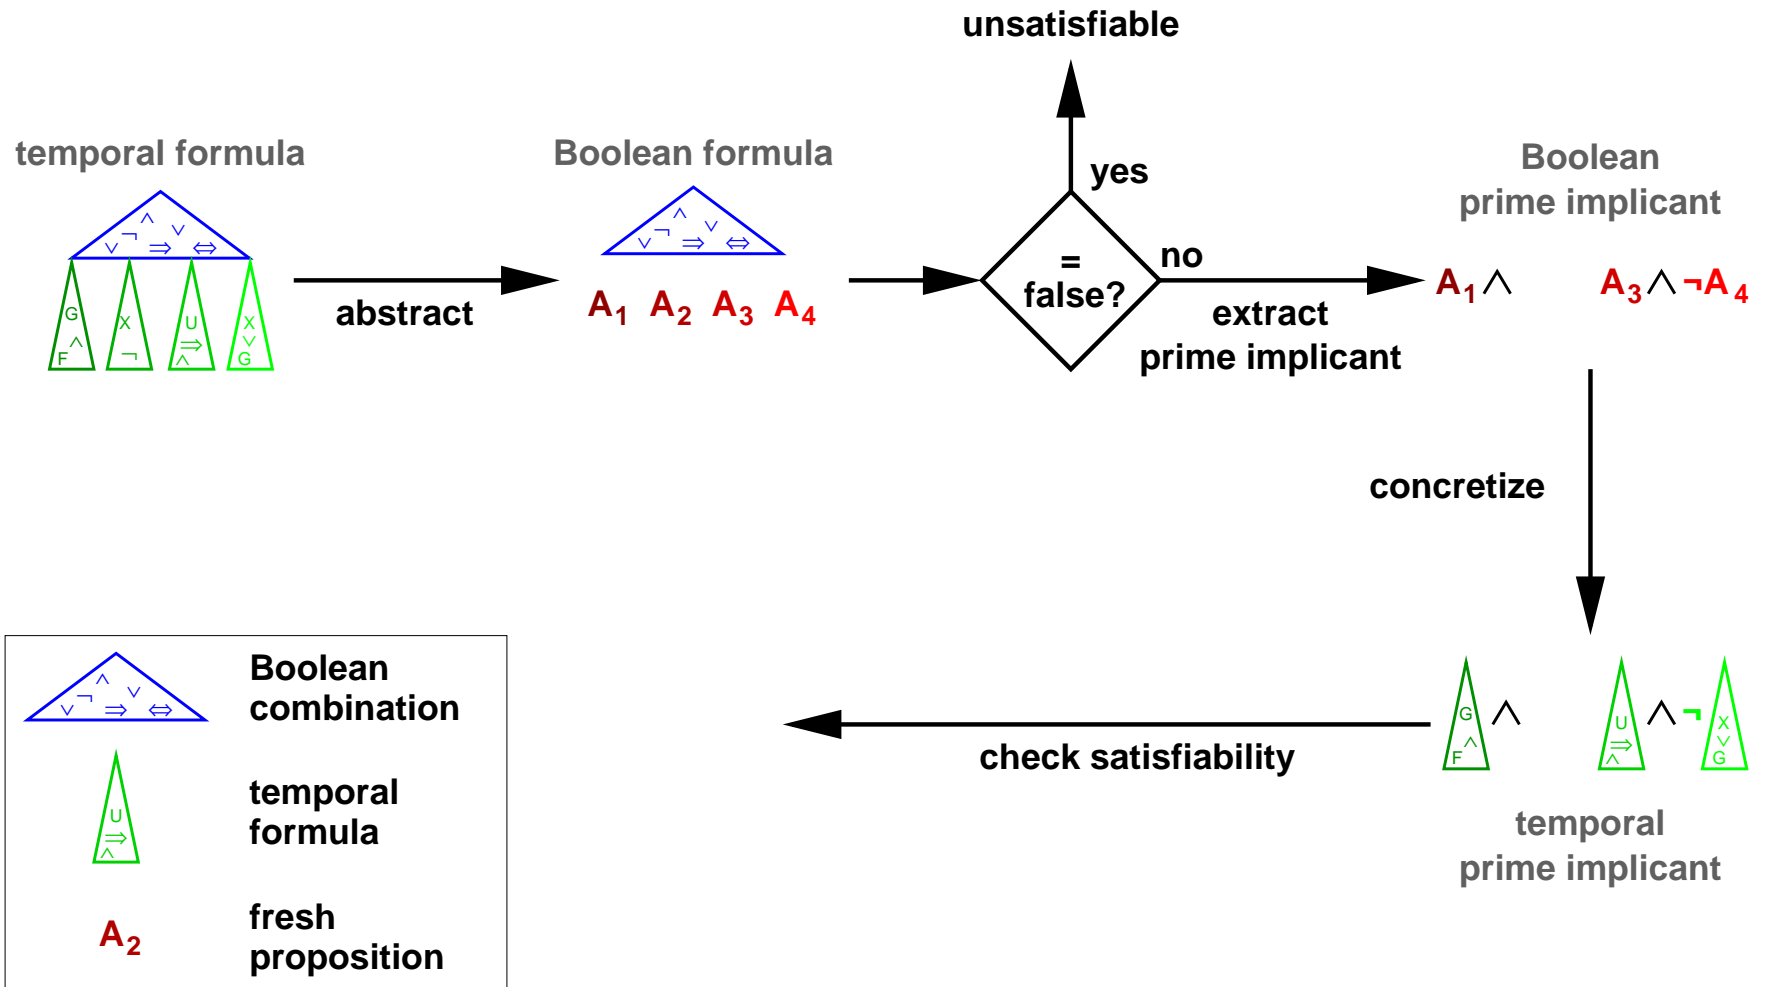 unsatisfiable
temporal formula
Boolean formula
yes
Boolean
prime implicant
∧
∨ ¬ ⇒ ∨ ⇔
∧
∨ ¬ ⇒ ∨ ⇔
G
∧
F
X
¬
U
⇒
∧
X
∨
G
abstract
A1 A2 A3 A4
=
false?
no
extract
prime implicant
A1 ∧ A3 ∧ ¬A4
concretize
G
∧
F
∧
U
⇒
∧
∧ ¬
X
∨
G
check satisfiability
temporal
prime implicant
∧
∨ ¬ ⇒ ∨ ⇔
Boolean
combination
U
⇒
∧
temporal
formula
A2
fresh
proposition